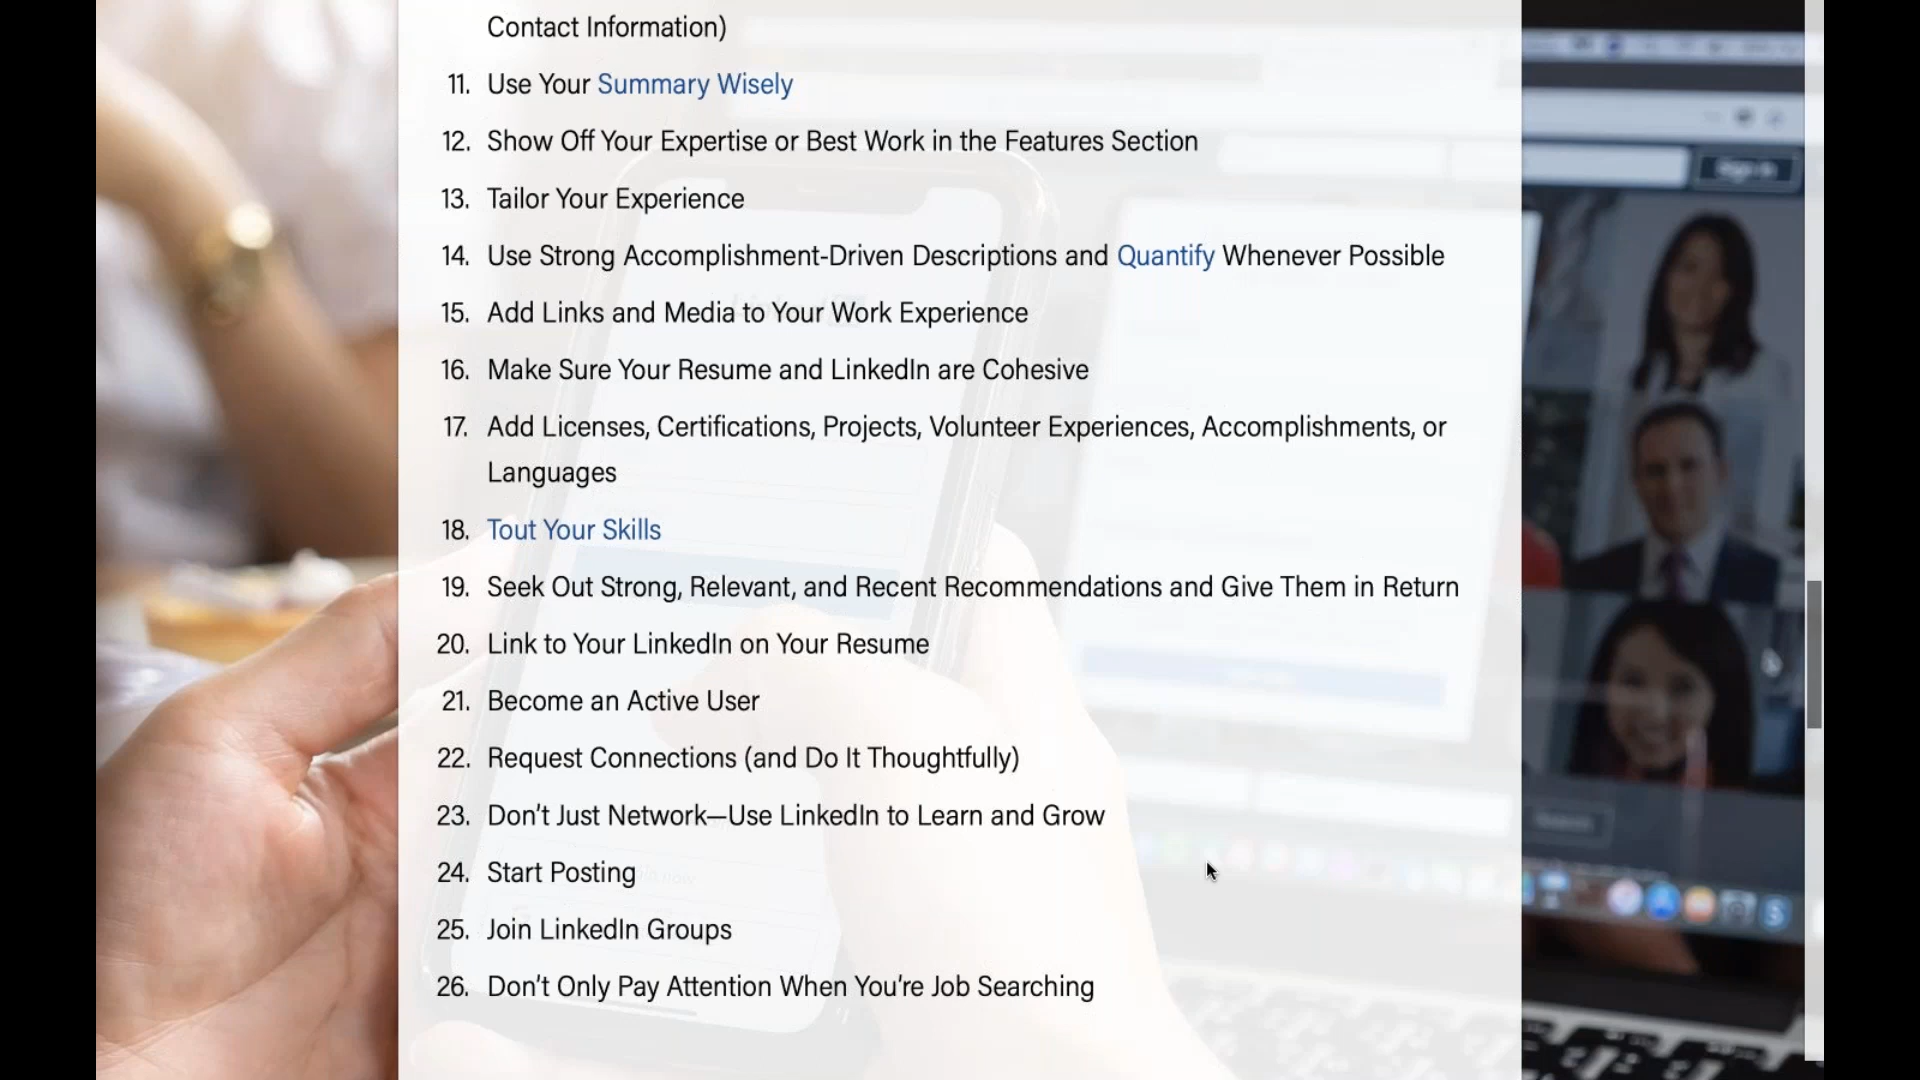 Contact Information)
11. Use Your Summary Wisely
12. Show Off Your Expertise or Best Work in the Features Section
13. Tailor Your Experience
14. Use Strong Accomplishment-Driven Descriptions and Quantify Whenever Possible
15. Add Links and Media to Your Work Experience
16. Make Sure Your Resume and LinkedIn are Cohesive
17. Add Licenses, Certifications, Projects, Volunteer Experiences, Accomplishments, or
Languages
18. Tout Your Skills
19. Seek Out Strong, Relevant, and Recent Recommendations and Give Them in Return
20. Link to Your LinkedIn on Your Resume
21. Become an Active User
22. Request Connections (and Do It Thoughtfully)
23. Don’t Just Network—Use LinkedIn to Learn and Grow
24. Start Posting
25. Join LinkedIn Groups
26. Don’t Only Pay Attention When You’re Job Searching
Sign in